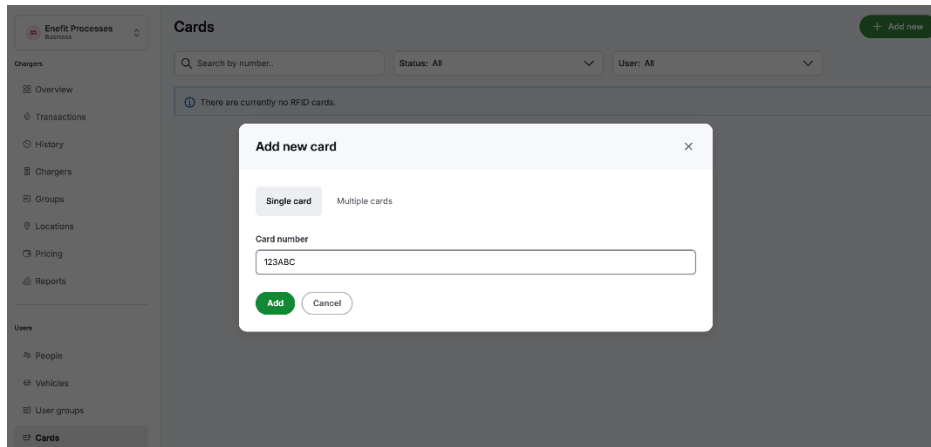 Enefit Processes
Business
Chargers
Overview
Transactions
History
Chargers
Groups
Locations
Pricing
Reports
Users
People
Vehicles
User groups
Cards
Cards
+ Add new
Search by number..
Status: All
User: All
There are currently no RFID cards.
Add new card
Single card
Multiple cards
Card number
123ABC
Add
Cancel